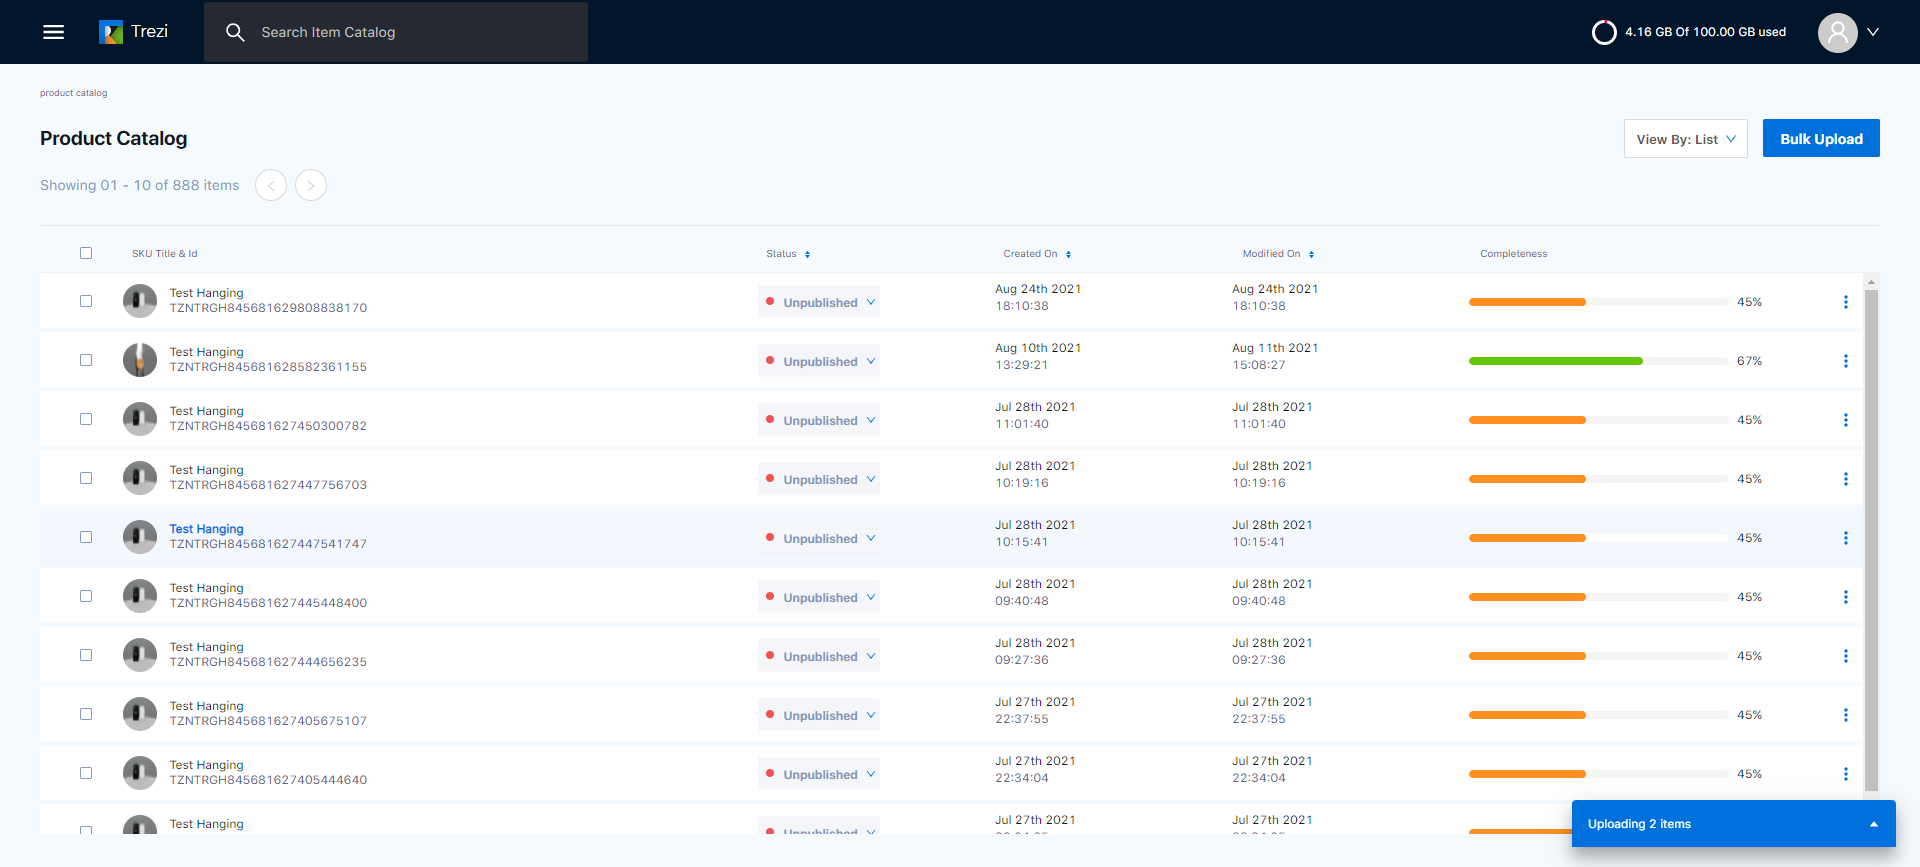 Trezi
Search Item Catalog
4.16 GB Of 100.00 GB used
product catalog
Product Catalog
View By: List
Bulk Upload
Showing 01 - 10 of 888 items
SKU Title & Id Status Created On Modified On Completeness
Test Hanging
TZNTRGH845681629808838170
Unpublished
Aug 24th 2021
18:10:38
Aug 24th 2021
18:10:38
45%
Test Hanging
TZNTRGH845681628582361155
Unpublished
Aug 10th 2021
13:29:21
Aug 11th 2021
15:08:27
67%
Test Hanging
TZNTRGH845681627450300782
Unpublished
Jul 28th 2021
11:01:40
Jul 28th 2021
11:01:40
45%
Test Hanging
TZNTRGH845681627447756703
Unpublished
Jul 28th 2021
10:19:16
Jul 28th 2021
10:19:16
45%
Test Hanging
TZNTRGH845681627447541747
Unpublished
Jul 28th 2021
10:15:41
Jul 28th 2021
10:15:41
45%
Test Hanging
TZNTRGH845681627445448400
Unpublished
Jul 28th 2021
09:40:48
Jul 28th 2021
09:40:48
45%
Test Hanging
TZNTRGH845681627444656235
Unpublished
Jul 28th 2021
09:27:36
Jul 28th 2021
09:27:36
45%
Test Hanging
TZNTRGH845681627405675107
Unpublished
Jul 27th 2021
22:37:55
Jul 27th 2021
22:37:55
45%
Test Hanging
TZNTRGH845681627405444640
Unpublished
Jul 27th 2021
22:34:04
Jul 27th 2021
22:34:04
45%
Test Hanging
Unpublished
Jul 27th 2021
Jul 27th 2021
Uploading 2 items